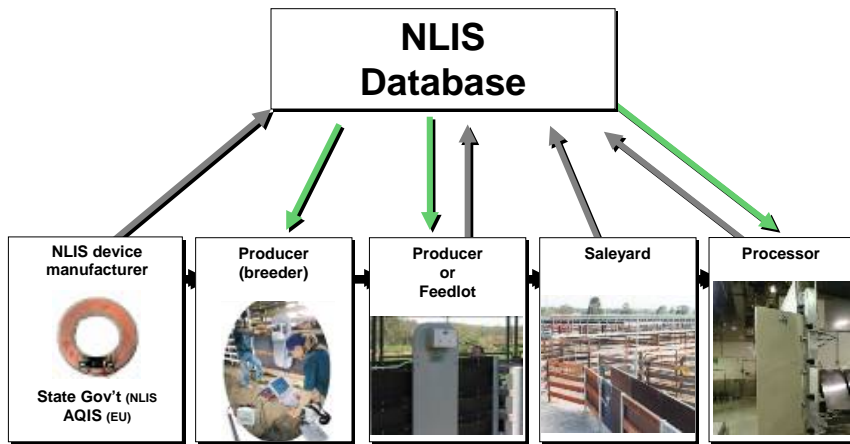 NLIS
Database
NLIS device
manufacturer
State Gov't (NLIS
AQIS (EU)
Producer
(breeder)
Producer
or
Feedlot
Saleyard
Processor